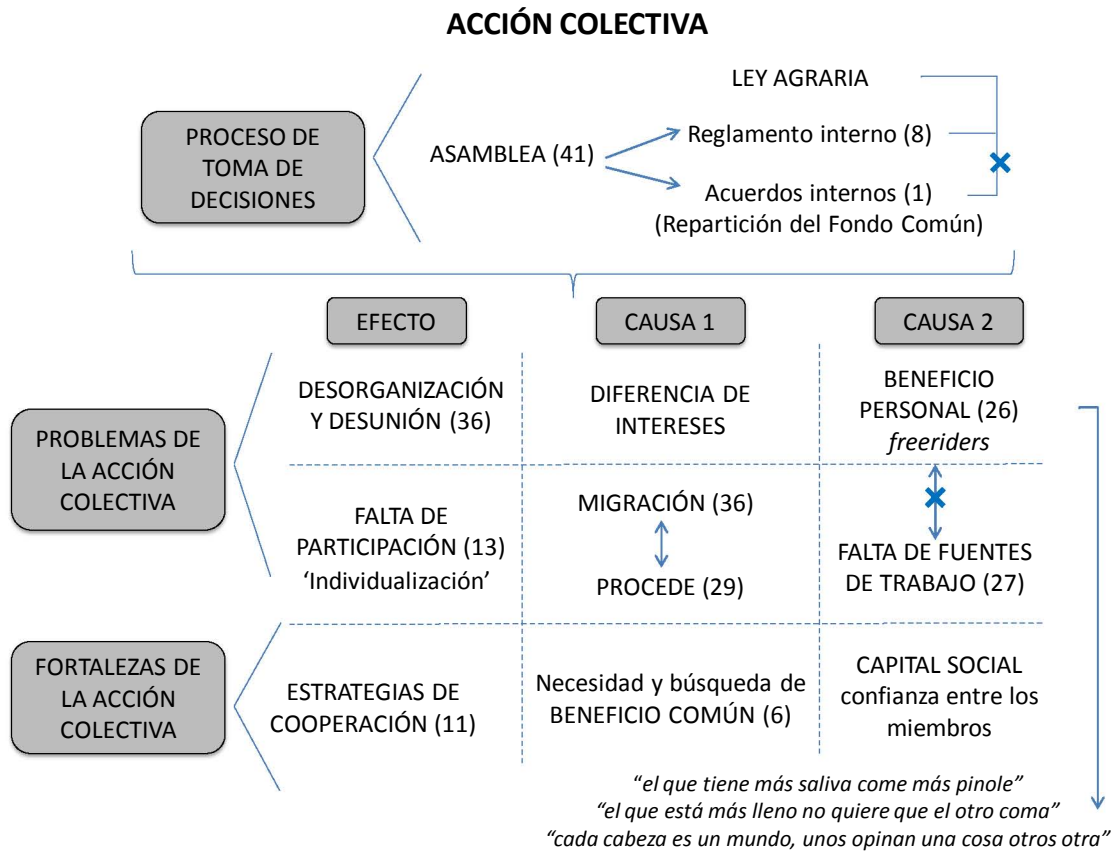 ACCIÓN COLECTIVA
PROCESO DE
TOMA DE
DECISIONES
ASAMBLEA (41)
LEY AGRARIA
Reglamento interno (8)
Acuerdos internos (1)
(Repartición del Fondo Común)
EFECTO
CAUSA 1
CAUSA 2
PROBLEMAS DE
LA ACCIÓN
COLECTIVA
DESORGANIZACIÓN
Y DESUNIÓN (36)
DIFERENCIA DE
INTERESES
BENEFICIO
PERSONAL (26)
freeriders
FALTA DE
PARTICIPACIÓN (13)
‘Individualización’
MIGRACIÓN (36)
PROCEDE (29)
FALTA DE FUENTES
DE TRABAJO (27)
FORTALEZAS DE
LA ACCIÓN
COLECTIVA
ESTRATEGIAS DE
COOPERACIÓN (11)
Necesidad y búsqueda de
BENEFICIO COMÚN (6)
CAPITAL SOCIAL
confianza entre los
miembros
“el que tiene más saliva come más pinole”
“el que está más lleno no quiere que el otro coma”
“cada cabeza es un mundo, unos opinan una cosa otros otra”